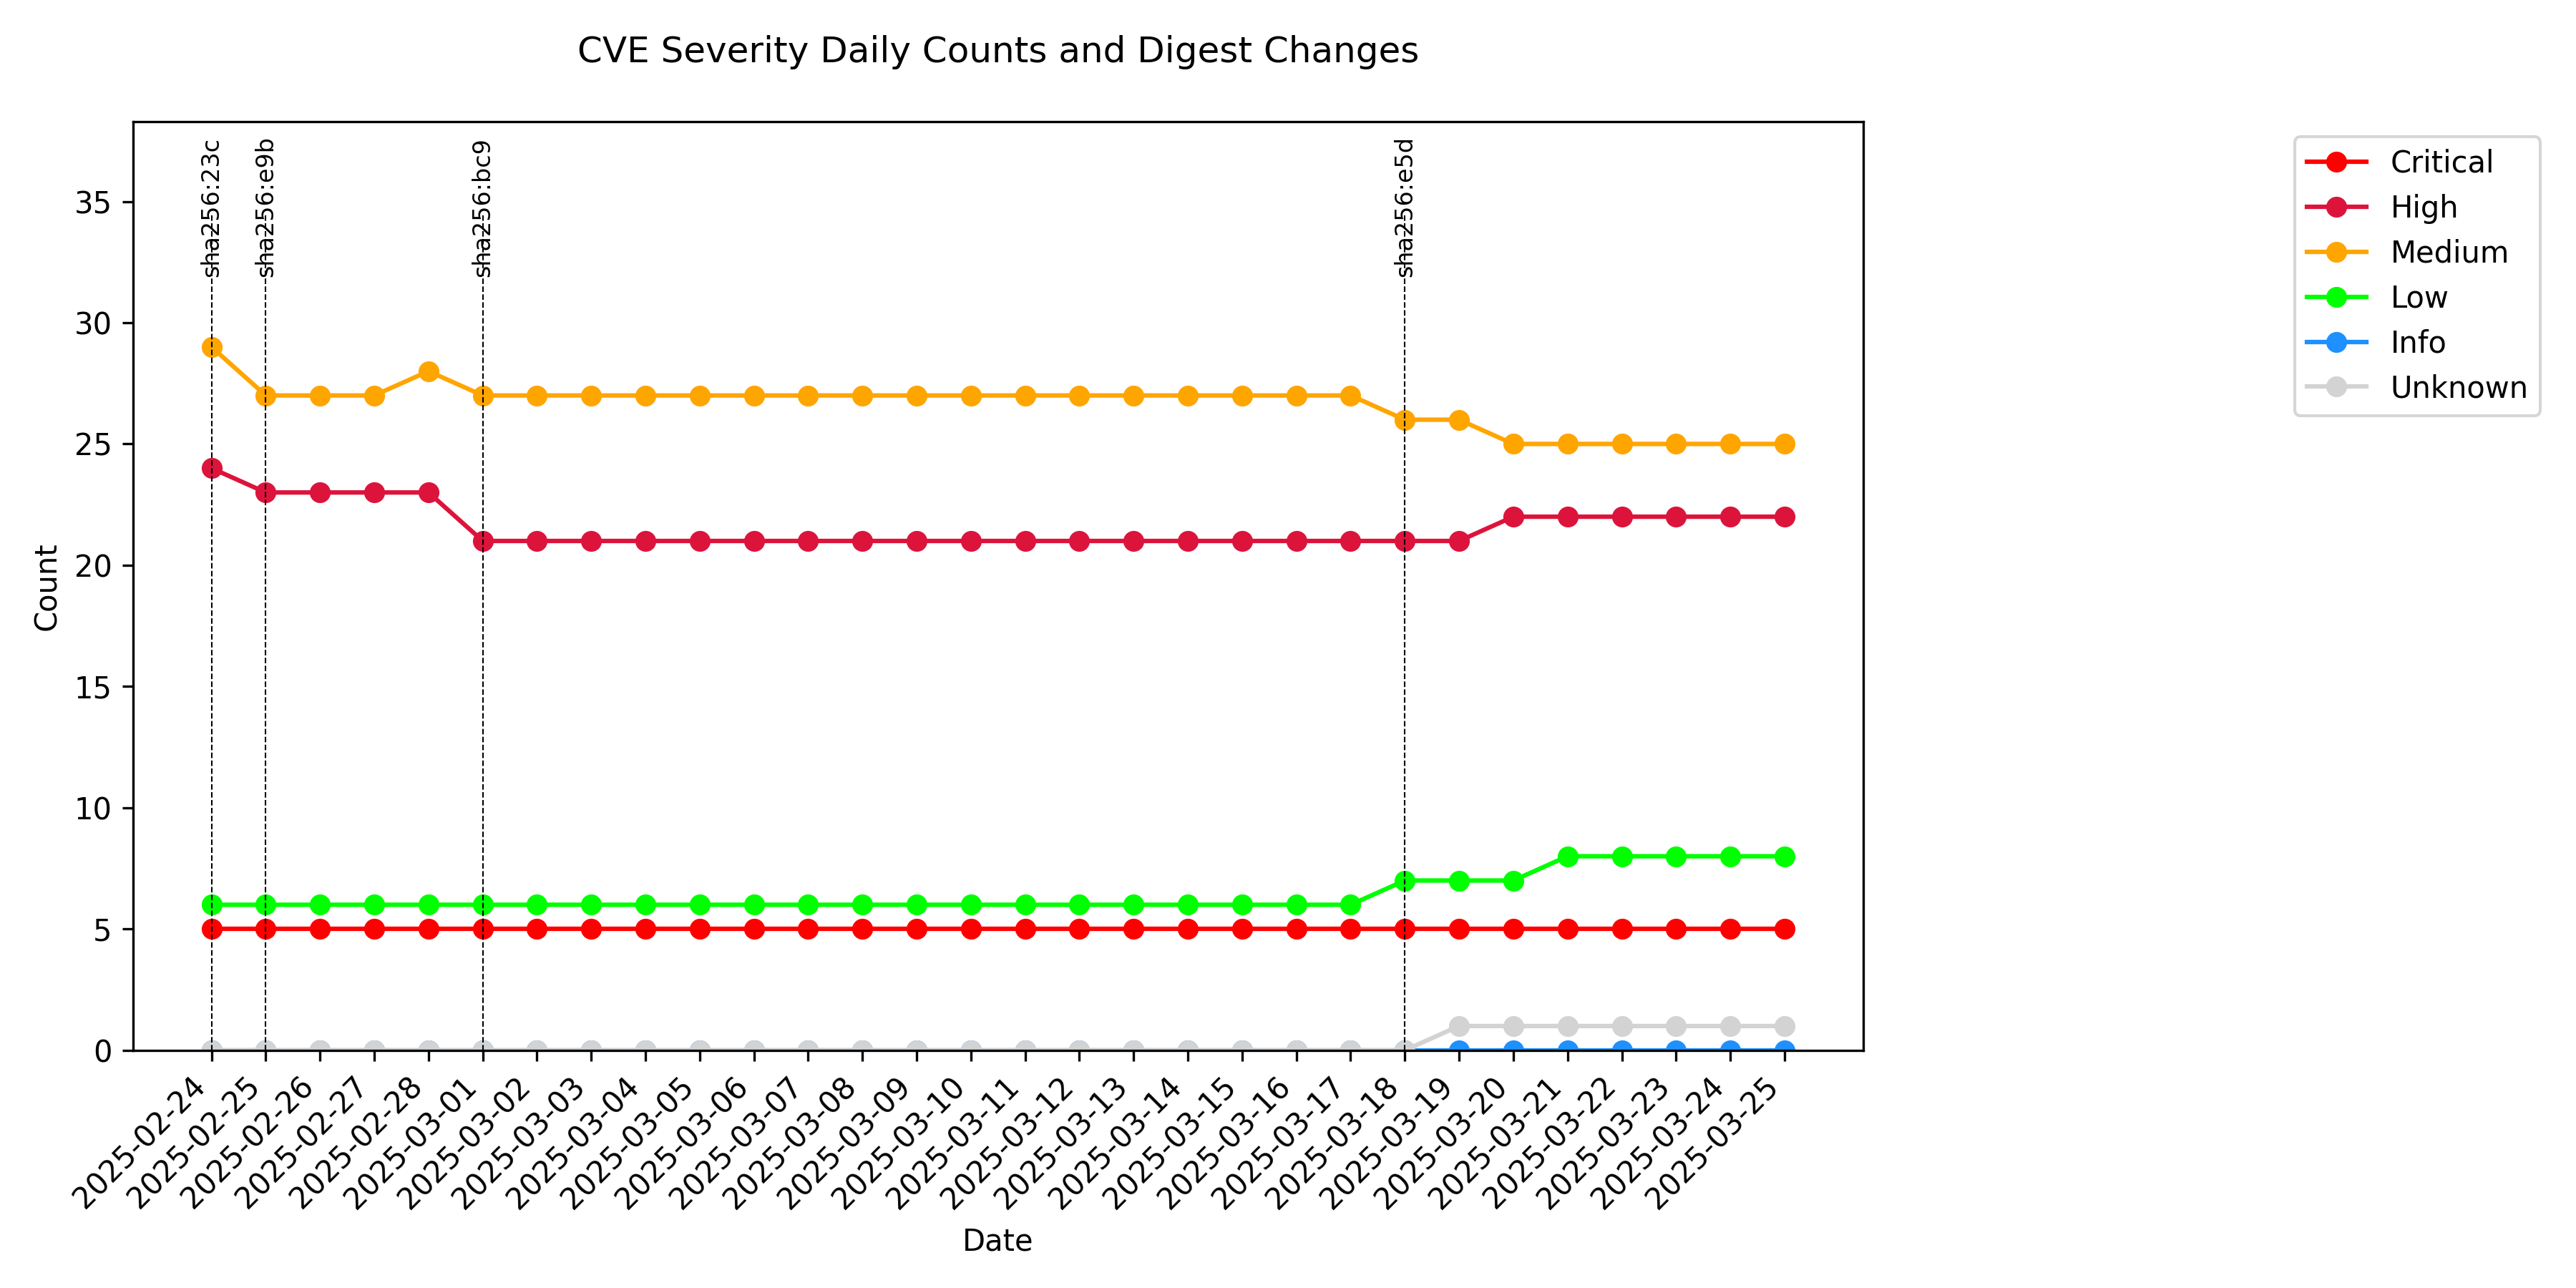 CVE Severity Daily Counts and Digest Changes
sha256:23c
sha256:e9b
sha256:bc9
sha256:e5d
Critical
High
Medium
Low
Info
Unknown
Count
35
30
25
20
15
10
5
0
2025-02-24
2025-02-25
2025-02-26
2025-02-27
2025-02-28
2025-03-01
2025-03-02
2025-03-03
2025-03-04
2025-03-05
2025-03-06
2025-03-07
2025-03-08
2025-03-09
2025-03-10
2025-03-11
2025-03-12
2025-03-13
2025-03-14
2025-03-15
2025-03-16
2025-03-17
2025-03-18
2025-03-19
2025-03-20
2025-03-21
2025-03-22
2025-03-23
2025-03-24
2025-03-25
Date